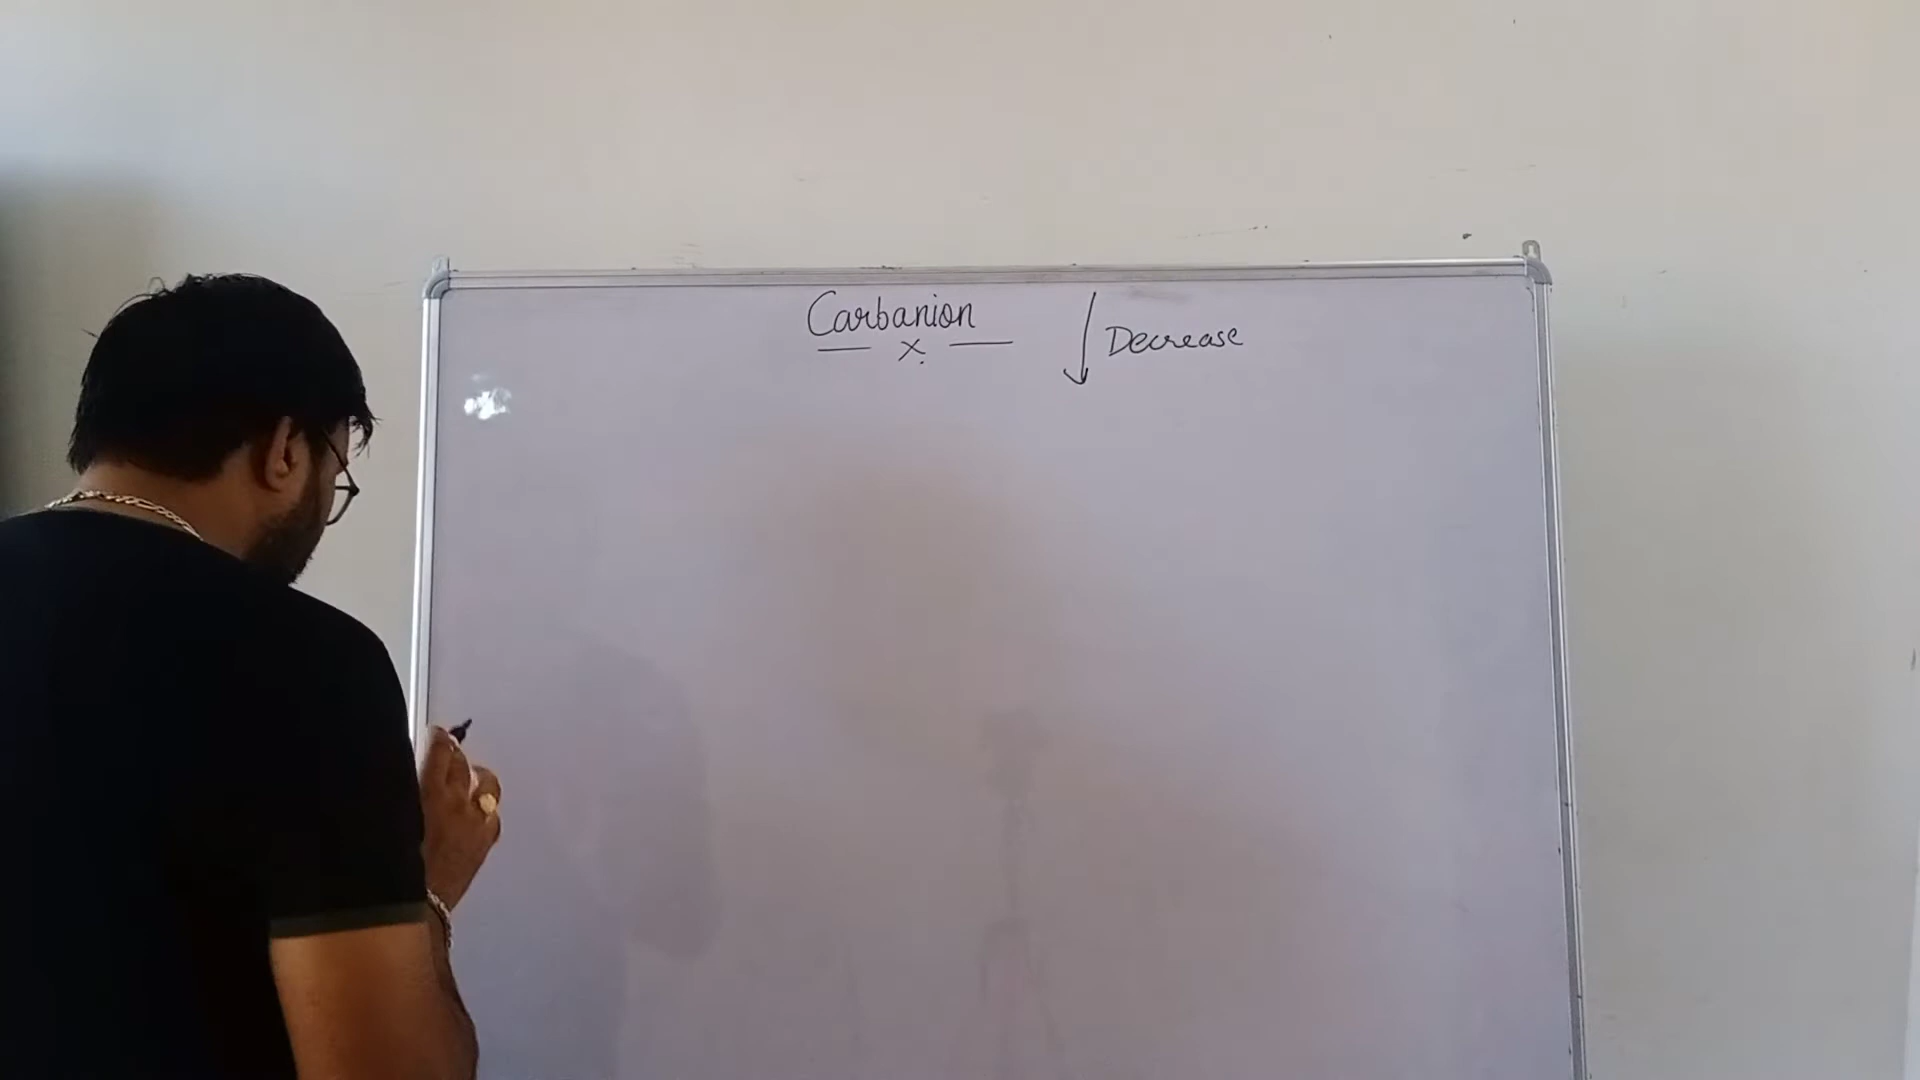 Carbanion
— x —
↓ Decrease